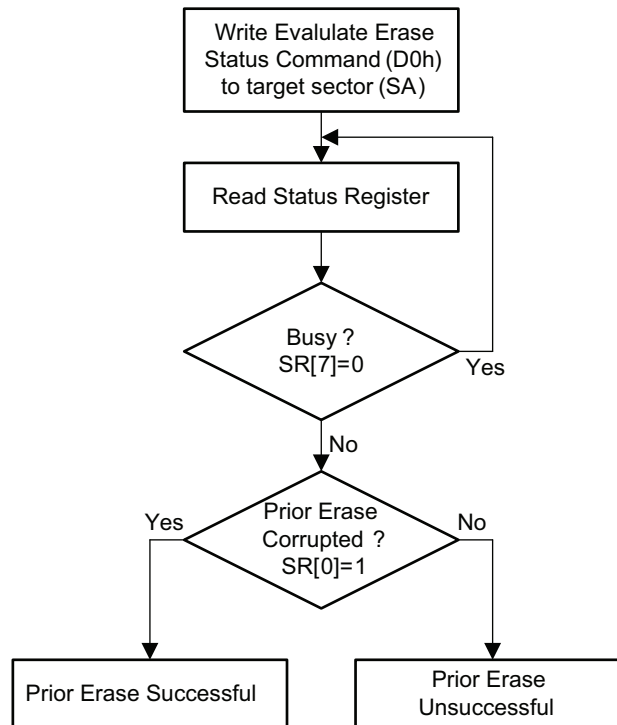 Write Evalulate Erase
Status Command (D0h)
to target sector (SA)
Read Status Register
Busy ?
SR[7]=0
Yes
No
Prior Erase
Corrupted ?
SR[0]=1
Yes
No
Prior Erase Successful
Prior Erase
Unsuccessful